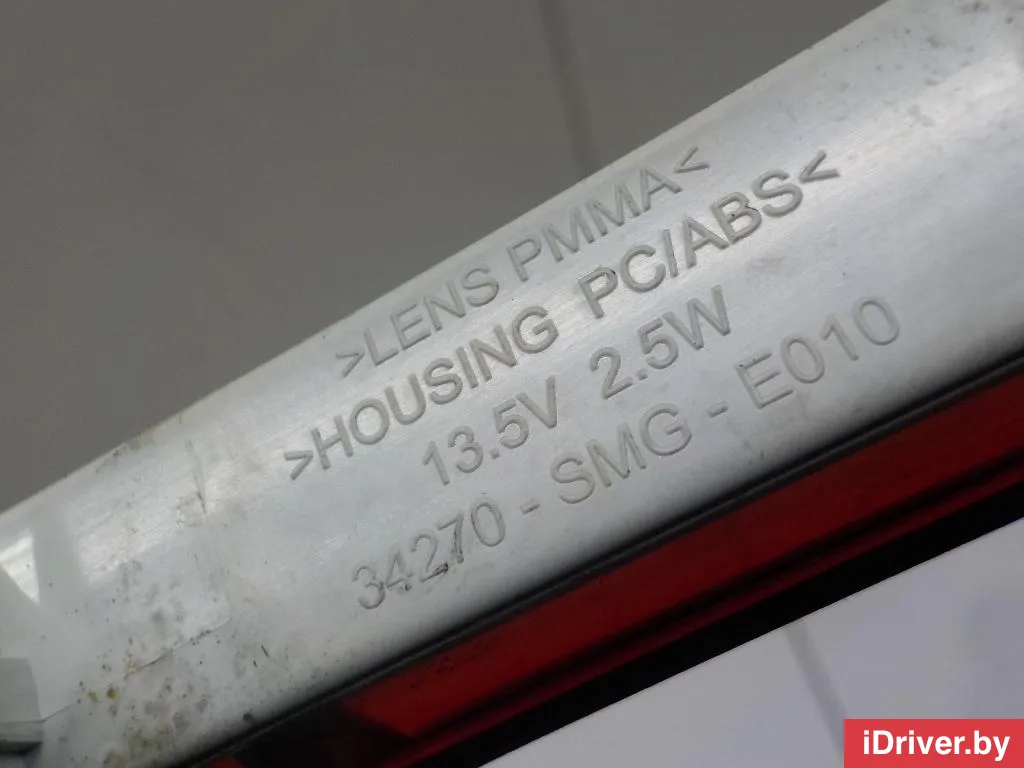 >LENS PMMA<
>HOUSING PC/ABS<
13.5V 2.5W
34270 - SMG - E010
iDriver.by